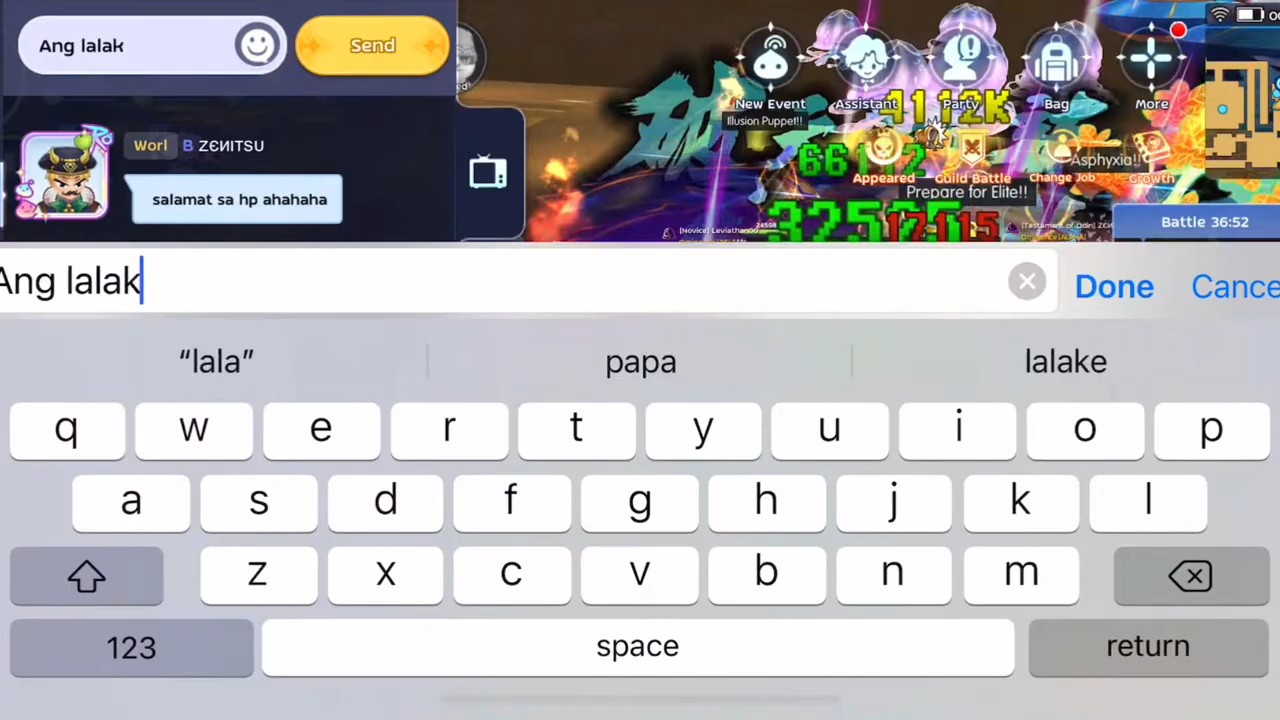 Ang lalak
Send
Worl B ZЄNITSU
salamat sa hp ahahaha
New Event
Assistant
Party
Bag
More
Illusion Puppet!!
4112K
Appeared
Guild Battle
Change Job
Growth
Asphyxia!!
Prepare for Elite!!
Battle 36:52
Ang lalak
Done
Cance
“lala”
papa
lalake
q w e r t y u i o p
a s d f g h j k l
z x c v b n m
123
space
return